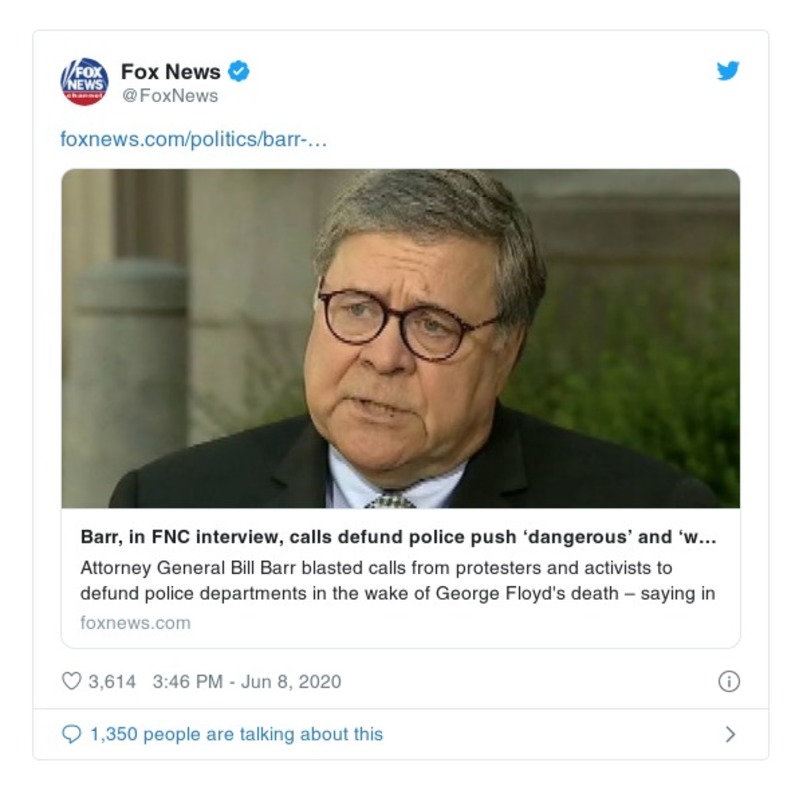 FOX
NEWS
Fox News
@FoxNews
foxnews.com/politics/barr-…
Barr, in FNC interview, calls defund police push ‘dangerous’ and ‘w…
Attorney General Bill Barr blasted calls from protesters and activists to
defund police departments in the wake of George Floyd's death – saying in
foxnews.com
3,614 3:46 PM - Jun 8, 2020
1,350 people are talking about this